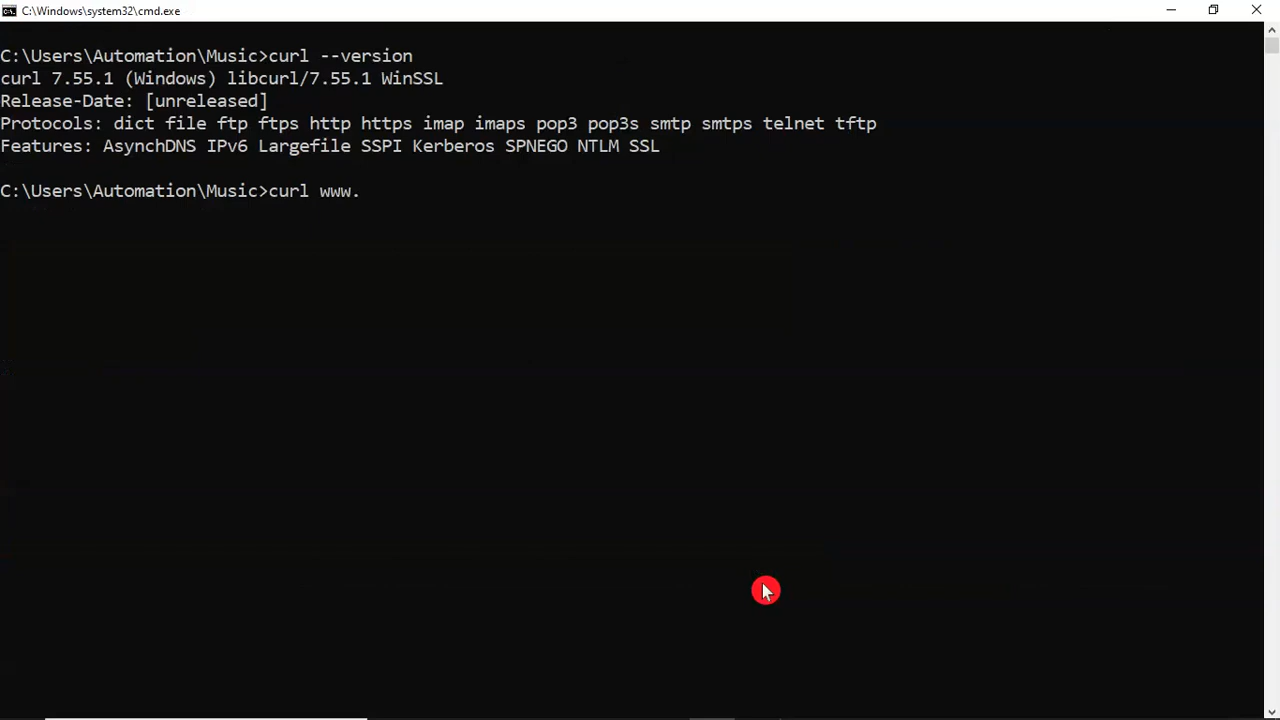 C:\Windows\system32\cmd.exe
C:\Users\Automation\Music>curl --version
curl 7.55.1 (Windows) libcurl/7.55.1 WinSSL
Release-Date: [unreleased]
Protocols: dict file ftp ftps http https imap imaps pop3 pop3s smtp smtps telnet tftp
Features: AsynchDNS IPv6 Largefile SSPI Kerberos SPNEGO NTLM SSL
C:\Users\Automation\Music>curl www.